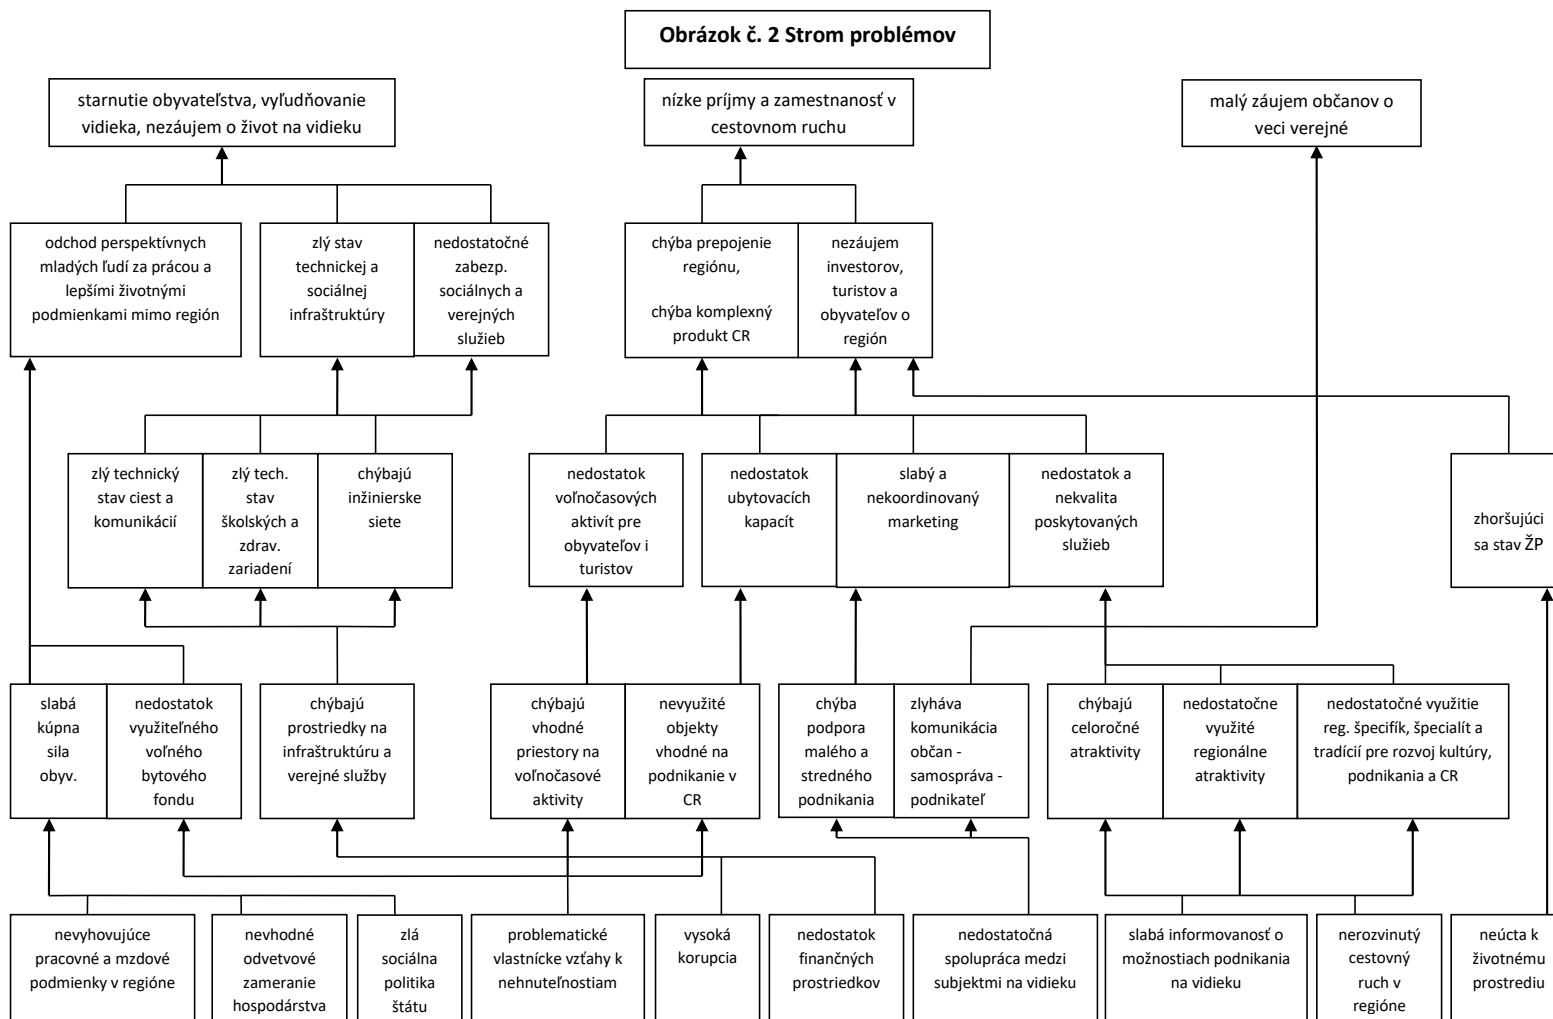 Obrázok č. 2 Strom problémov
starnutie obyvateľstva, vyľudňovanie
vidieka, nezáujem o život na vidieku
nízke príjmy a zamestnanosť v
cestovnom ruchu
malý záujem občanov o
veci verejné
odchod perspektívnych
mladých ľudí za prácou a
lepšími životnými
podmienkami mimo región
zlý stav
technickej a
sociálnej
infraštruktúry
nedostatočné
zabezp.
sociálnych a
verejných
služieb
chýba prepojenie
regiónu,
chýba komplexný
produkt CR
nezáujem
investorov,
turistov a
obyvateľov o
región
zlý technický
stav ciest a
komunikácií
zlý tech.
stav
školských a
zdrav.
zariadení
chýbajú
inžinierske
siete
nedostatok
voľnočasových
aktivít pre
obyvateľov i
turistov
nedostatok
ubytovacích
kapacít
slabý a
nekoordinovaný
marketing
nedostatok a
nekvalita
poskytovaných
služieb
zhoršujúci
sa stav ŽP
slabá
kúpna
sila
obyv.
nedostatok
využiteľného
voľného
bytového
fondu
chýbajú
prostriedky na
infraštruktúru a
verejné služby
chýbajú
vhodné
priestory na
voľnočasové
aktivity
nevyužité
objekty
vhodné na
podnikanie v
CR
chýba
podpora
malého a
stredného
podnikania
zlyháva
komunikácia
občan -
samospráva -
podnikateľ
chýbajú
celoročné
atraktivity
nedostatočne
využité
regionálne
atraktivity
nedostatočné využitie
reg. špecifík, špecialít a
tradícií pre rozvoj kultúry,
podnikania a CR
nevyhovujúce
pracovné a mzdové
podmienky v regióne
nevhodné
odvetvové
zameranie
hospodárstva
zlá
sociálna
politika
štátu
problematické
vlastnícke vzťahy k
nehnuteľnostiam
vysoká
korupcia
nedostatok
finančných
prostriedkov
nedostatočná
spolupráca medzi
subjektmi na vidieku
slabá informovanosť o
možnostiach podnikania
na vidieku
nerozvinutý
cestovný
ruch v
regióne
neúcta k
životnému
prostrediu